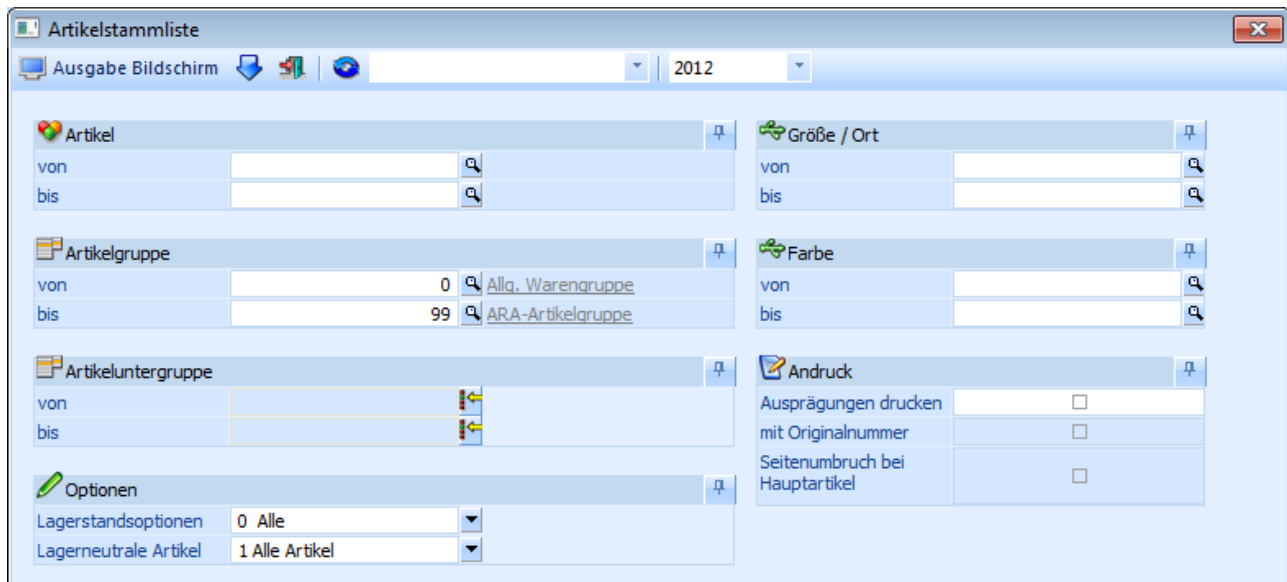 Artikelstammliste
Ausgabe Bildschirm 2012
Artikel
von
bis
Artikelgruppe
von 0 Allg. Warengruppe
bis 99 ARA-Artikelgruppe
Artikeluntergruppe
von
bis
Optionen
Lagerstandsoptionen 0 Alle
Lagerneutrale Artikel 1 Alle Artikel
Größe / Ort
von
bis
Farbe
von
bis
Andruck
Ausprägungen drucken
mit Originalnummer
Seitenumbruch bei
Hauptartikel